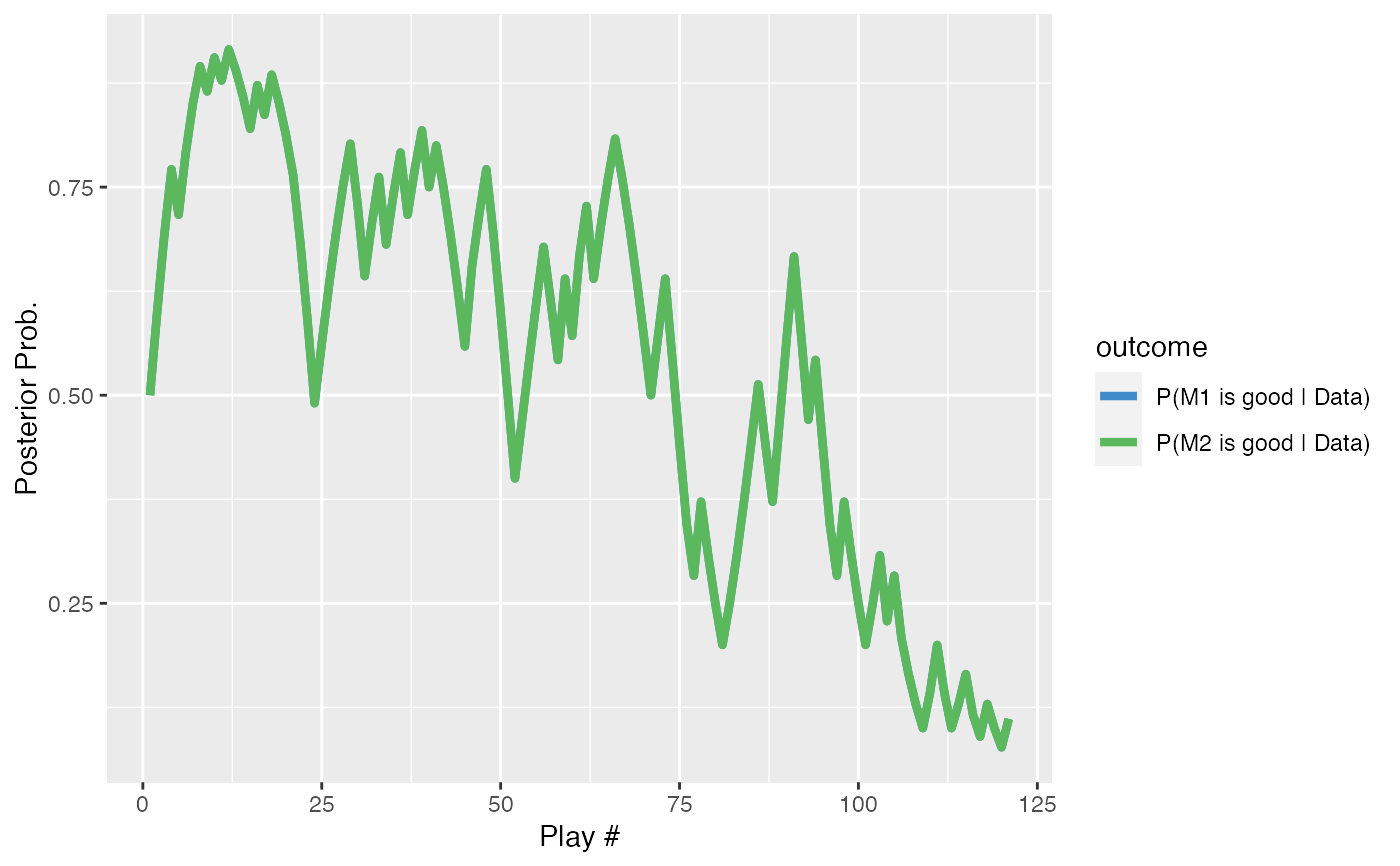 Posterior Prob.
0.75
0.50
0.25
0
25
50
75
100
125
Play #
outcome
P(M1 is good | Data)
P(M2 is good | Data)